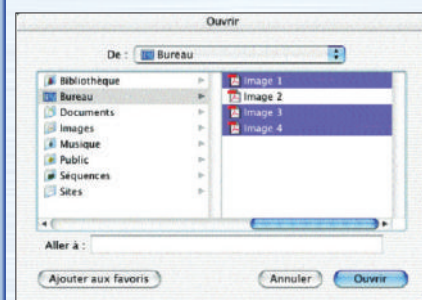 Ouvrir
De : Bureau
Bibliothèque
Bureau
Documents
Images
Musique
Public
Séquences
Sites
Image 1
Image 2
Image 3
Image 4
Aller à :
Ajouter aux favoris
Annuler
Ouvrir